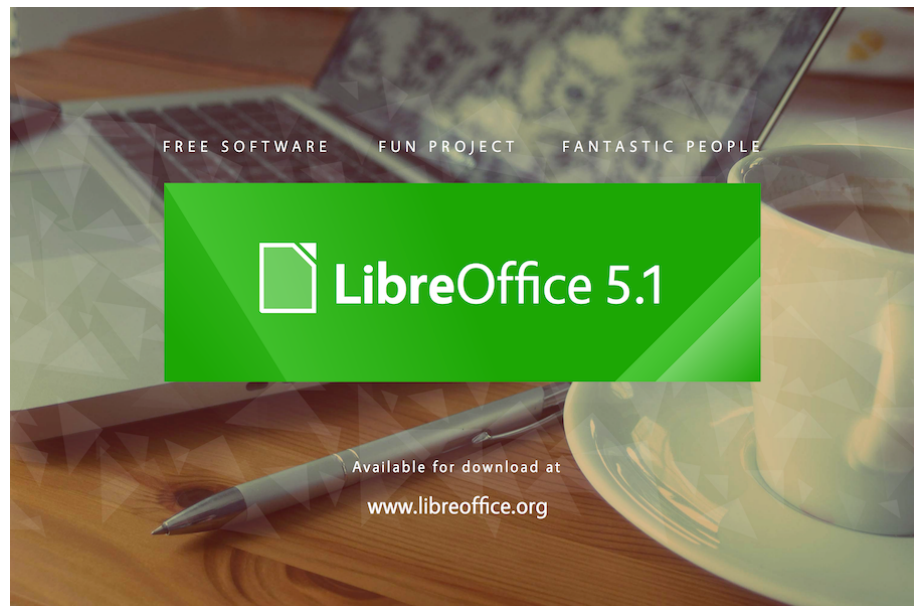 FREE SOFTWARE FUN PROJECT FANTASTIC PEOPLE
LibreOffice 5.1
Available for download at
www.libreoffice.org